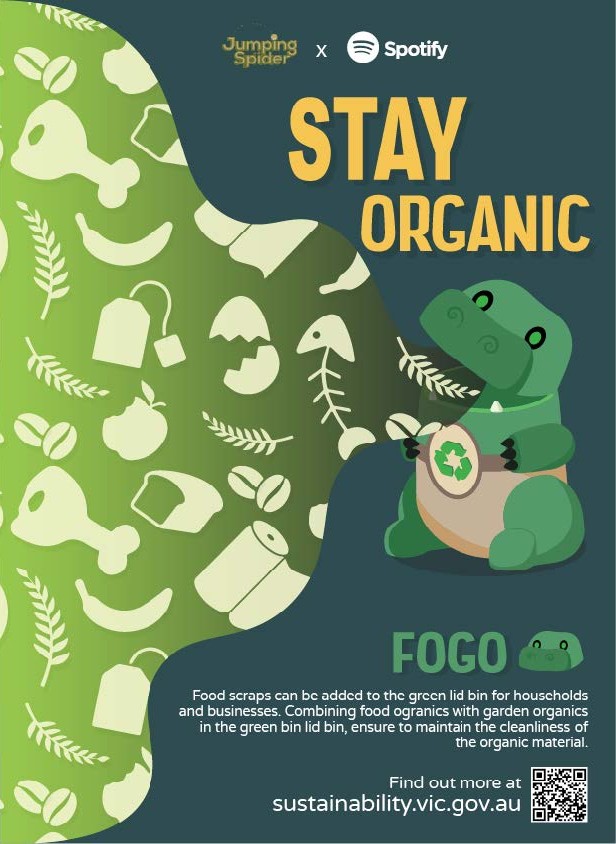 Jumping
Spider
x
Spotify
STAY
ORGANIC
FOGO
Food scraps can be added to the green lid bin for households
and businesses. Combining food ogranics with garden organics
in the green bin lid bin, ensure to maintain the cleanliness of
the organic material.
Find out more at
sustainability.vic.gov.au